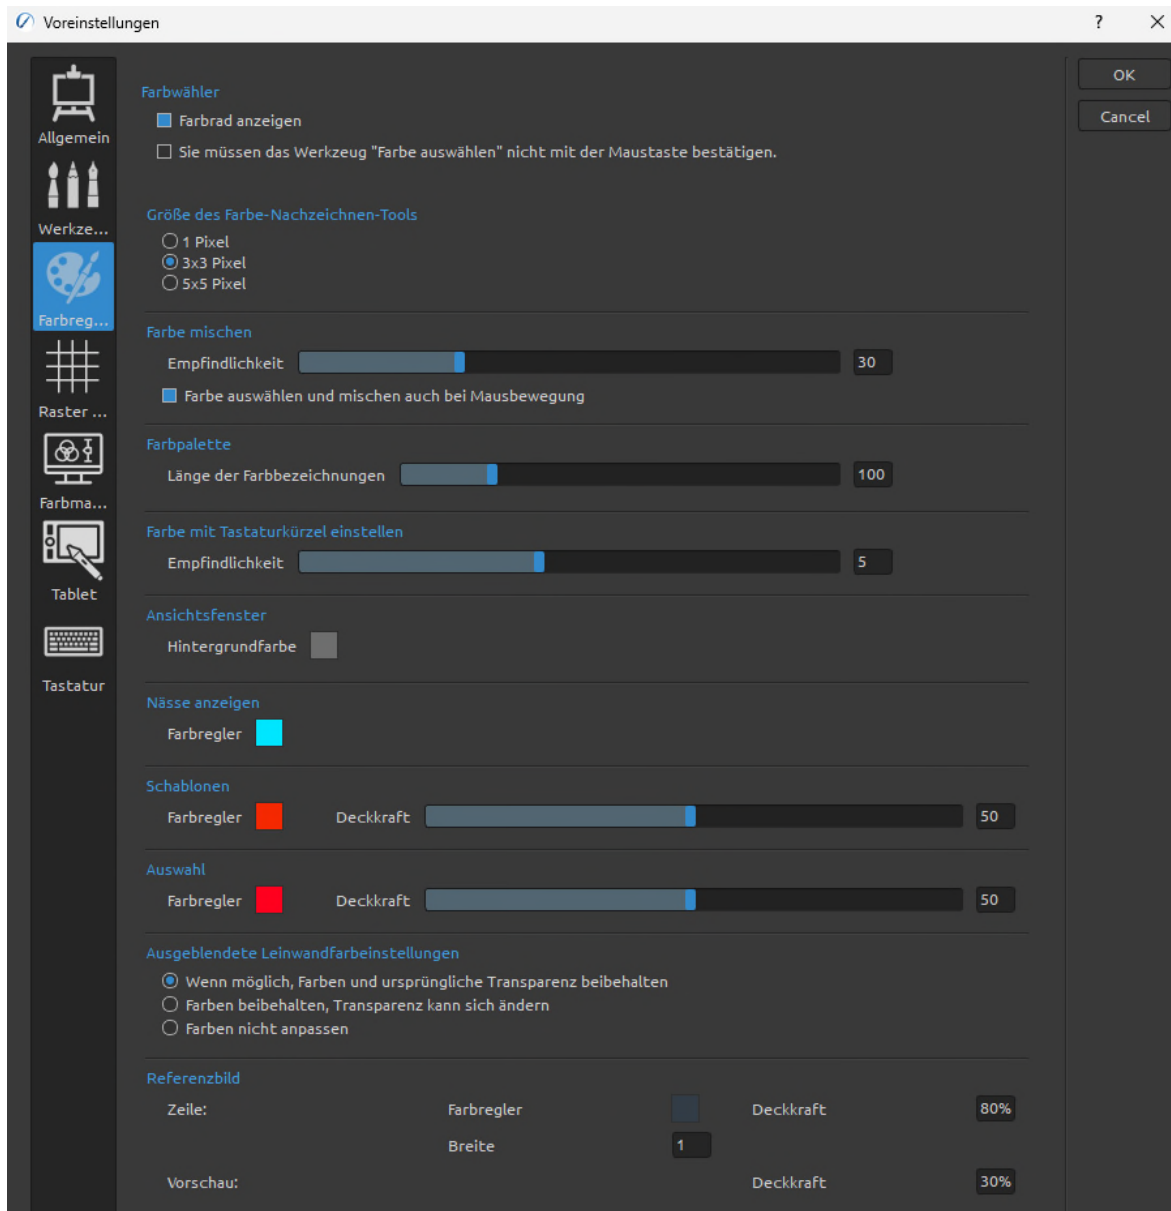 Voreinstellungen
? ×
OK
Cancel
Allgemein
Werkze...
Farbreg...
Raster ...
Farbma...
Tablet
Tastatur
Farbwähler
Farbrad anzeigen
Sie müssen das Werkzeug "Farbe auswählen" nicht mit der Maustaste bestätigen.
Größe des Farbe-Nachzeichnen-Tools
1 Pixel
3x3 Pixel
5x5 Pixel
Farbe mischen
Empfindlichkeit 30
Farbe auswählen und mischen auch bei Mausbewegung
Farbpalette
Länge der Farbbezeichnungen 100
Farbe mit Tastaturkürzel einstellen
Empfindlichkeit 5
Ansichtsfenster
Hintergrundfarbe
Nässe anzeigen
Farbregler
Schablonen
Farbregler Deckkraft 50
Auswahl
Farbregler Deckkraft 50
Ausgeblendete Leinwandfarbeinstellungen
Wenn möglich, Farben und ursprüngliche Transparenz beibehalten
Farben beibehalten, Transparenz kann sich ändern
Farben nicht anpassen
Referenzbild
Zeile: Farbregler Deckkraft 80%
Breite 1
Vorschau: Deckkraft 30%